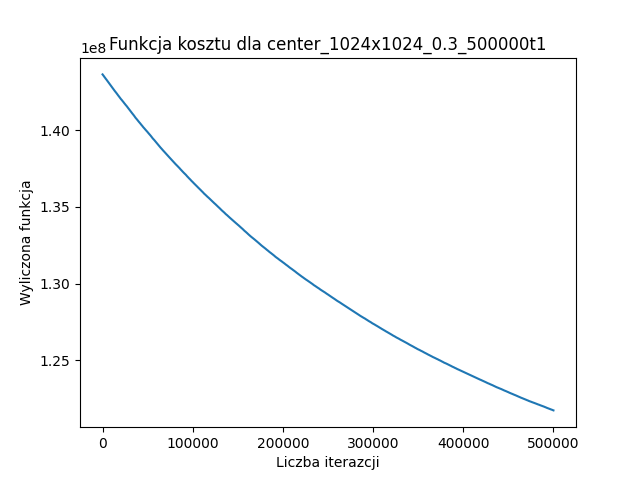 1e8
Funkcja kosztu dla center_1024x1024_0.3_500000t1
1.40
1.35
1.30
1.25
Wyliczona funkcja
0 100000 200000 300000 400000 500000
Liczba iterazcji